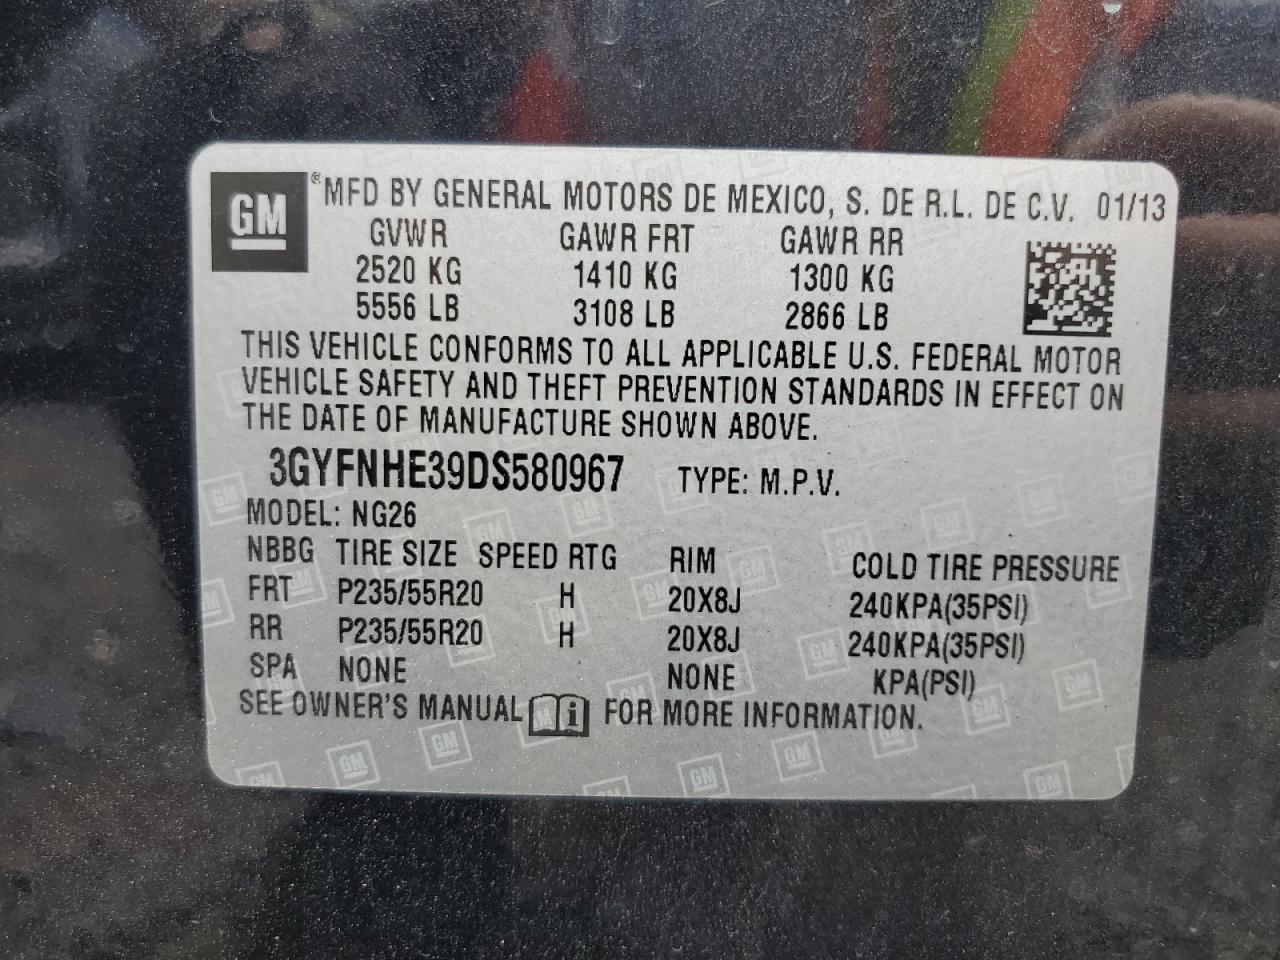 GM ® MFD BY GENERAL MOTORS DE MEXICO, S. DE R.L. DE C.V. 01/13
GVWR GAWR FRT GAWR RR
2520 KG 1410 KG 1300 KG
5556 LB 3108 LB 2866 LB
THIS VEHICLE CONFORMS TO ALL APPLICABLE U.S. FEDERAL MOTOR
VEHICLE SAFETY AND THEFT PREVENTION STANDARDS IN EFFECT ON
THE DATE OF MANUFACTURE SHOWN ABOVE.
3GYFNHE39DS580967 TYPE: M.P.V.
MODEL: NG26
NBBG TIRE SIZE SPEED RTG RIM COLD TIRE PRESSURE
FRT P235/55R20 H 20X8J 240KPA(35PSI)
RR P235/55R20 H 20X8J 240KPA(35PSI)
SPA NONE NONE KPA(PSI)
SEE OWNER'S MANUAL i FOR MORE INFORMATION.